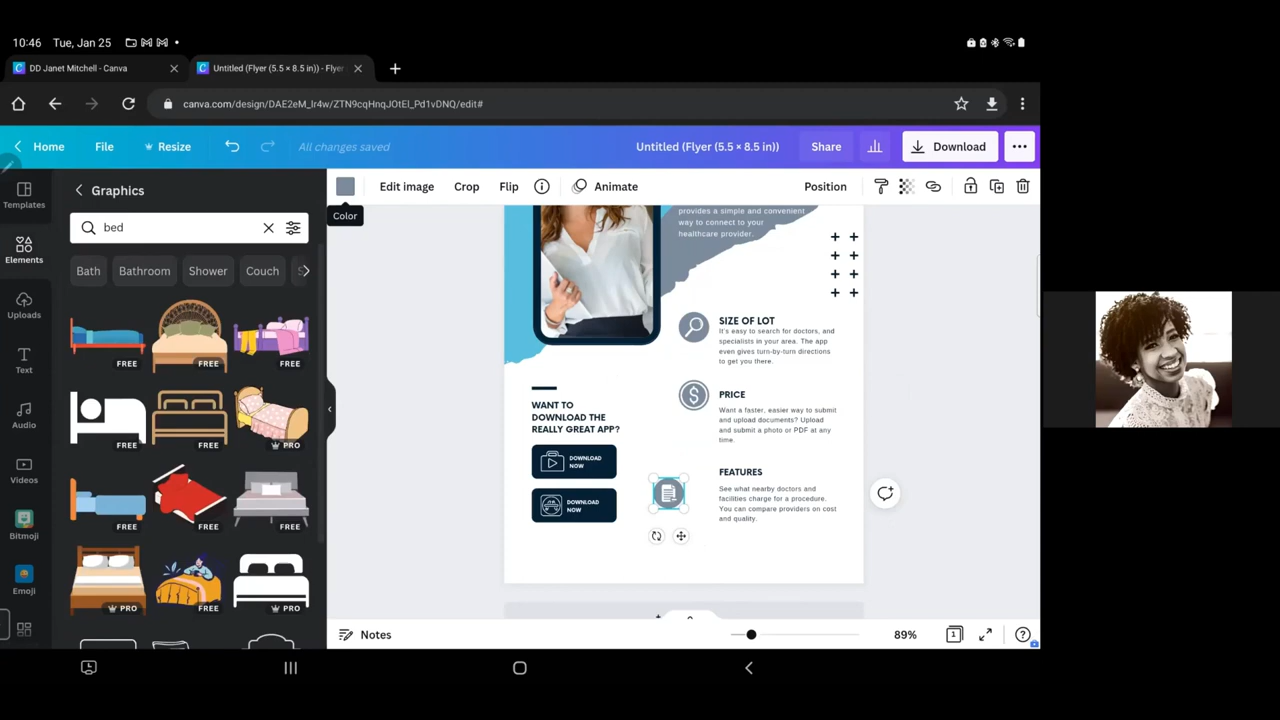 10:46 Tue, Jan 25
DD Janet Mitchell - Canva
Untitled (Flyer (5.5 × 8.5 in)) - Flyer
canva.com/design/DAE2eM_Ir4w/ZTN9cqHnqJOtEl_Pd1vDNQ/edit#
Home File Resize All changes saved Untitled (Flyer (5.5 × 8.5 in)) Share Download
Graphics
Edit image Crop Flip Animate Position
Color
Templates
Elements
Uploads
Text
Audio
Videos
Bitmoji
Emoji
bed
Bath Bathroom Shower Couch
FREE FREE FREE
FREE FREE PRO
FREE FREE FREE
PRO FREE PRO
provides a simple and convenient
way to connect to your
healthcare provider.
SIZE OF LOT
It's easy to search for doctors, and
specialists in your area. The app
even gives turn-by-turn directions
to get you there.
PRICE
Want a faster, easier way to submit
and upload documents? Upload
and submit a photo or PDF at any
time.
WANT TO
DOWNLOAD THE
REALLY GREAT APP?
DOWNLOAD
NOW
DOWNLOAD
NOW
FEATURES
See what nearby doctors and
facilities charge for a procedure.
You can compare providers on cost
and quality.
Notes
89%
1